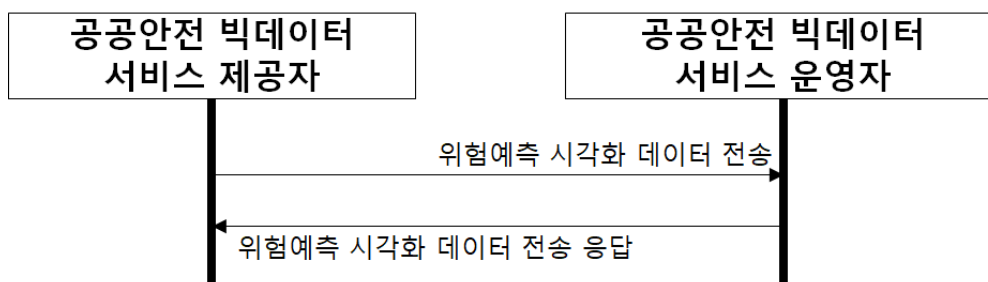 공공안전 빅데이터
서비스 제공자
공공안전 빅데이터
서비스 운영자
위험예측 시각화 데이터 전송
위험예측 시각화 데이터 전송 응답